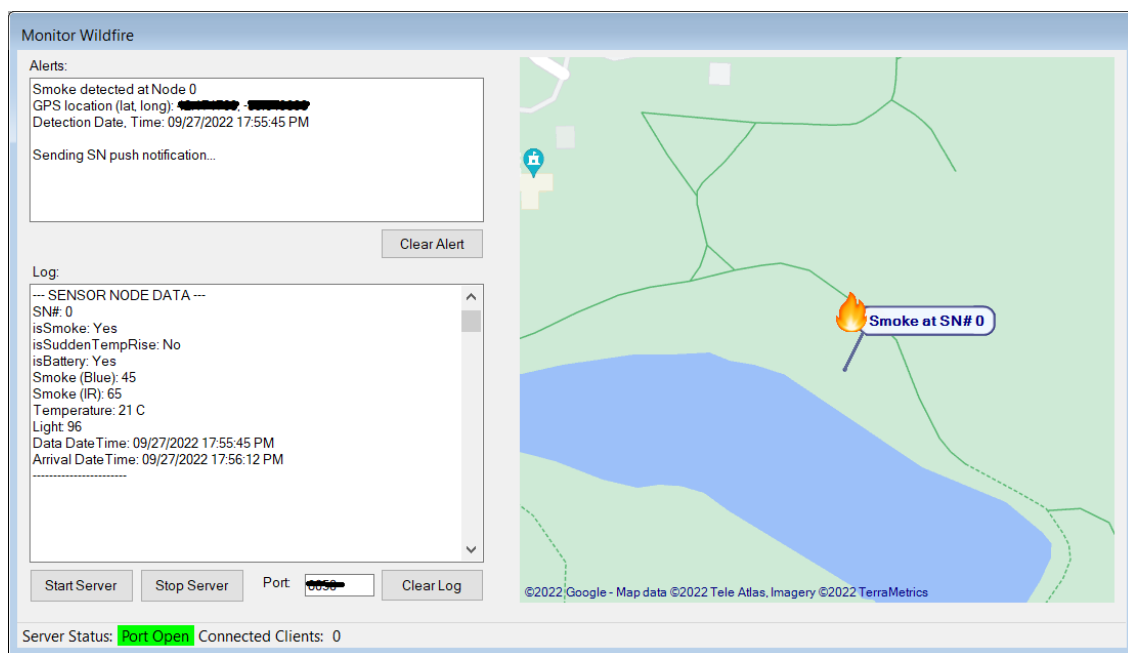 Monitor Wildfire
Alerts:
Smoke detected at Node 0
GPS location (lat, long):
Detection Date, Time: 09/27/2022 17:55:45 PM
Sending SN push notification...
Clear Alert
Log:
--- SENSOR NODE DATA ---
SN#: 0
isSmoke: Yes
isSuddenTempRise: No
isBattery: Yes
Smoke (Blue): 45
Smoke (IR): 65
Temperature: 21 C
Light: 96
Data DateTime: 09/27/2022 17:55:45 PM
Arrival DateTime: 09/27/2022 17:56:12 PM
-----------------------
Start Server
Stop Server
Port:
Clear Log
Smoke at SN# 0
©2022 Google - Map data ©2022 Tele Atlas, Imagery ©2022 TerraMetrics
Server Status: Port Open Connected Clients: 0